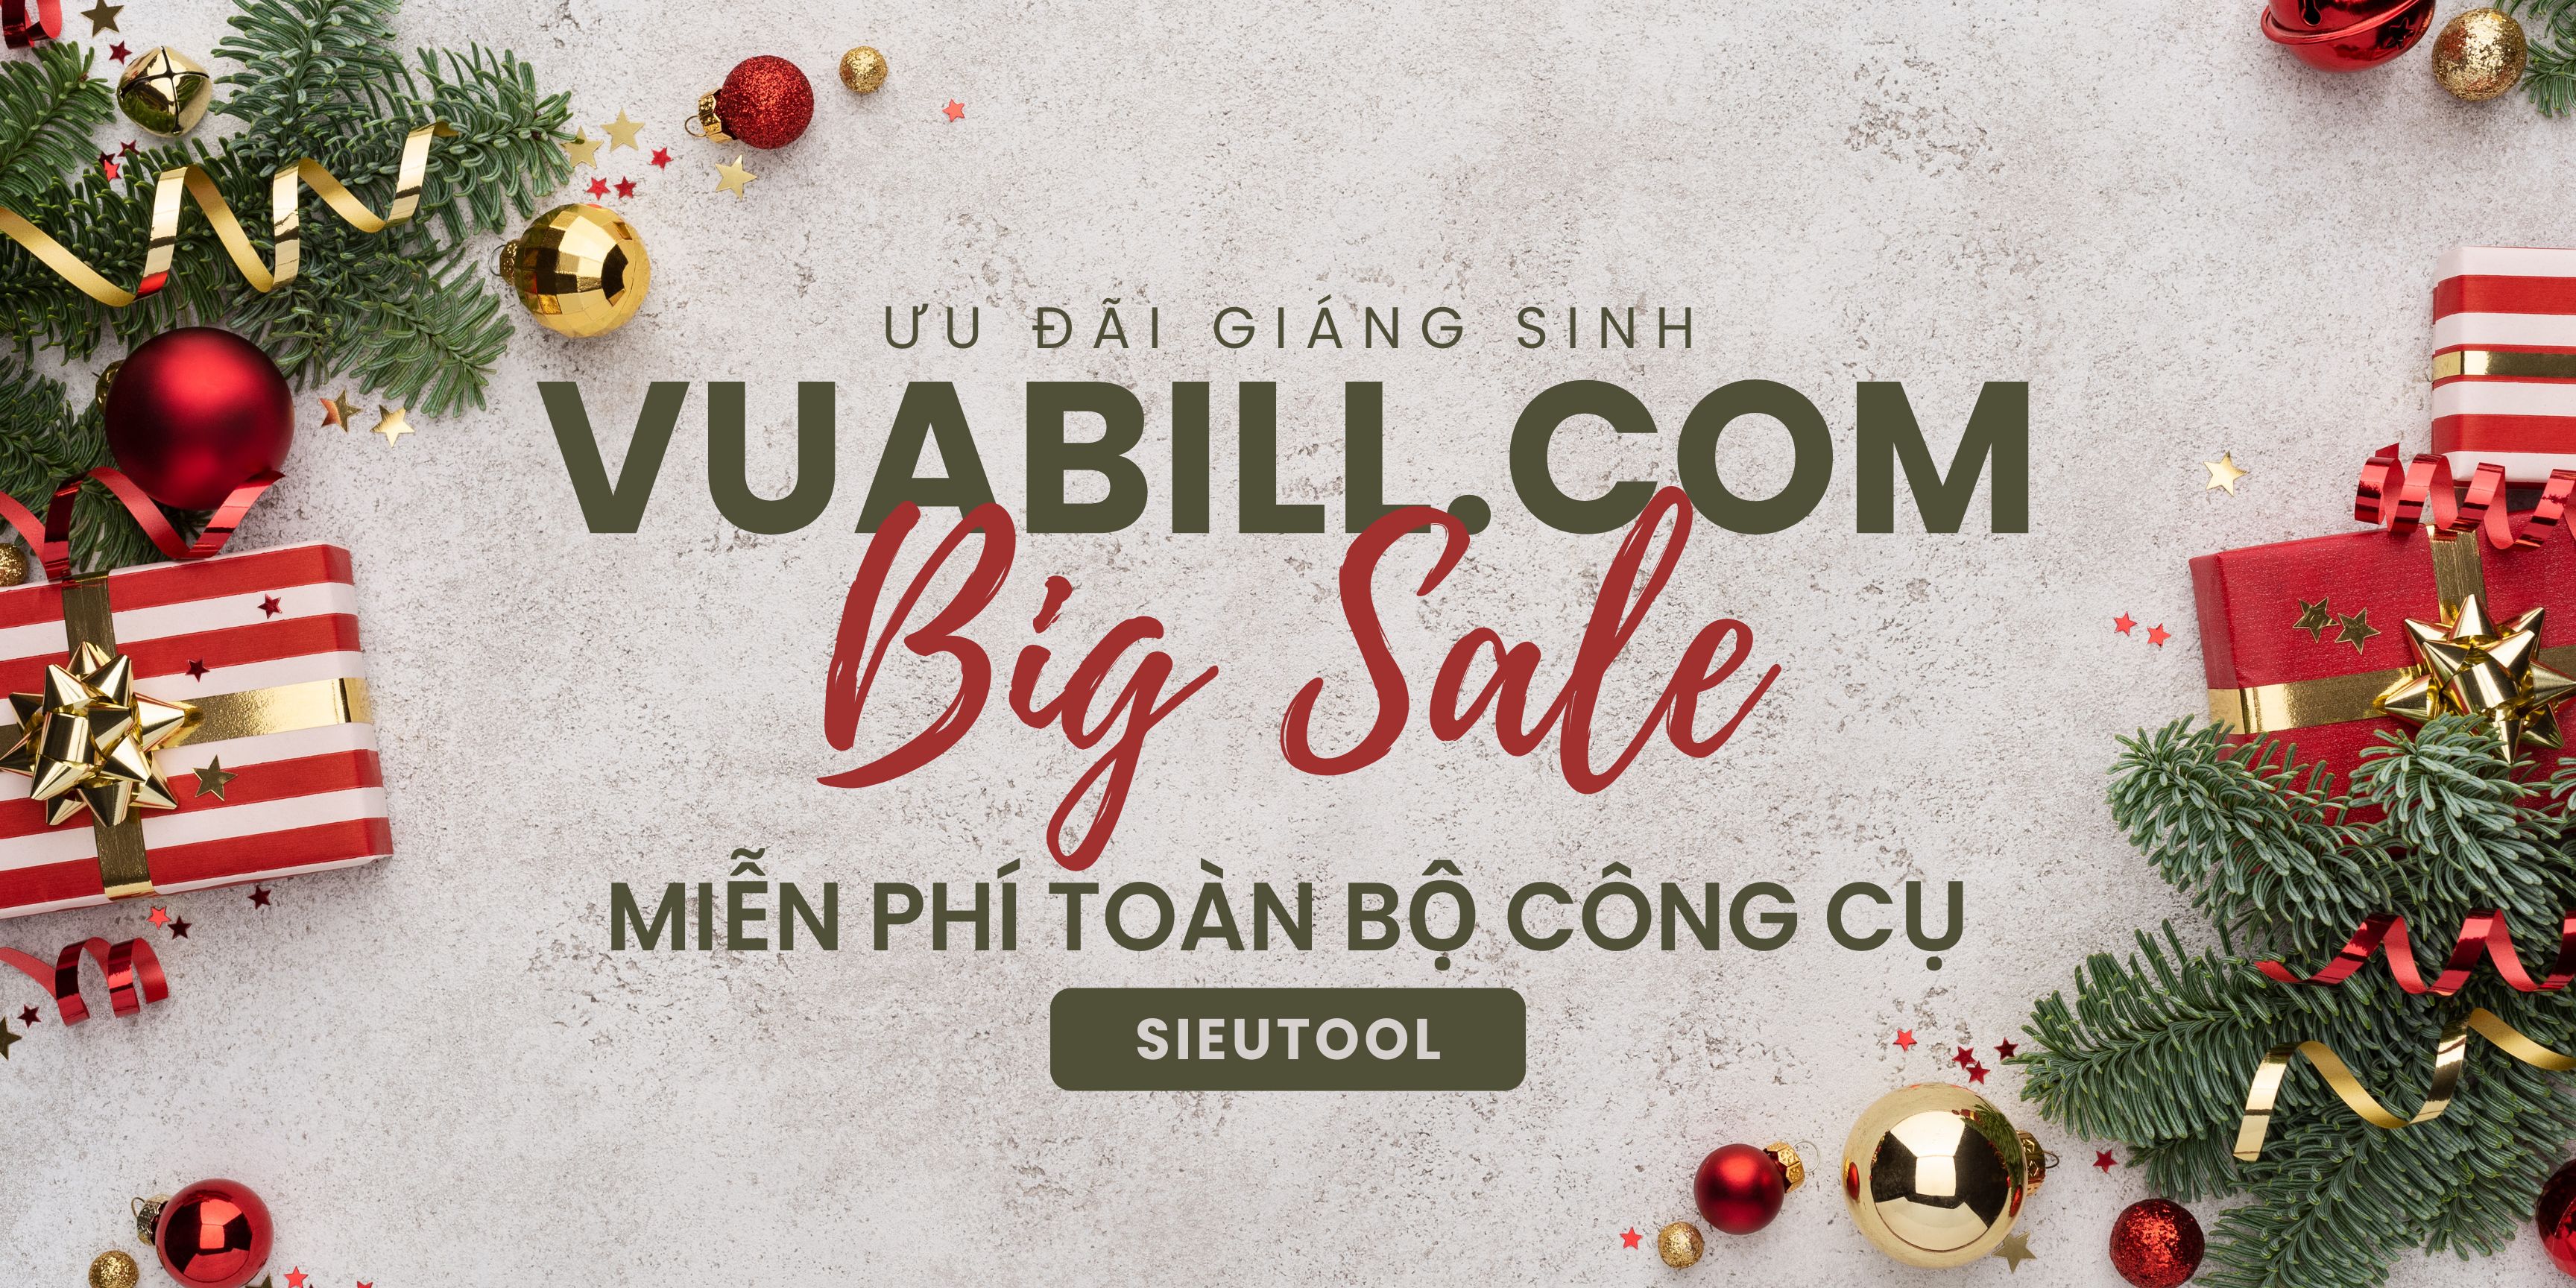 ƯU ĐÃI GIÁNG SINH
VUABILL.COM
Big Sale
MIỄN PHÍ TOÀN BỘ CÔNG CỤ
SIEUTOOL